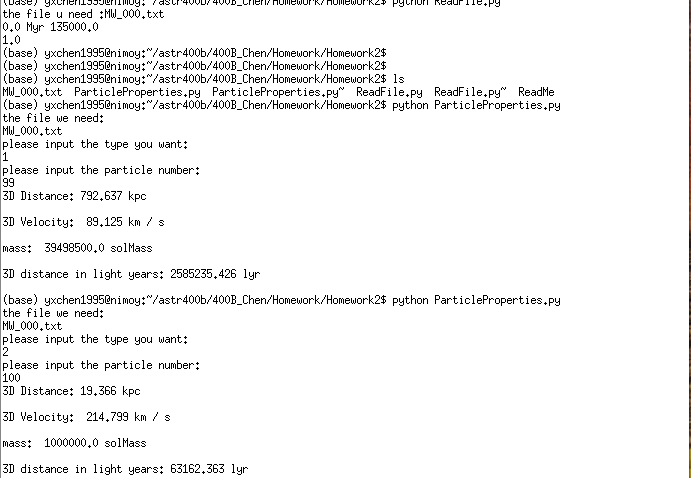 (base) yxchen1995@nimoy:~/astr400b/400B_Chen/Homework/Homework2$ python ReadFile.py
the file u need :MW_000.txt
0.0 Myr 135000.0
1.0
(base) yxchen1995@nimoy:~/astr400b/400B_Chen/Homework/Homework2$
(base) yxchen1995@nimoy:~/astr400b/400B_Chen/Homework/Homework2$
(base) yxchen1995@nimoy:~/astr400b/400B_Chen/Homework/Homework2$ ls
MW_000.txt  ParticleProperties.py  ParticleProperties.py~  ReadFile.py  ReadFile.py~  ReadMe
(base) yxchen1995@nimoy:~/astr400b/400B_Chen/Homework/Homework2$ python ParticleProperties.py
the file we need:
MW_000.txt
please input the type you want:
1
please input the particle number:
99
3D Distance: 792.637 kpc
3D Velocity:  89.125 km / s
mass:  39498500.0 solMass
3D distance in light years: 2585235.426 lyr
(base) yxchen1995@nimoy:~/astr400b/400B_Chen/Homework/Homework2$ python ParticleProperties.py
the file we need:
MW_000.txt
please input the type you want:
2
please input the particle number:
100
3D Distance: 19.366 kpc
3D Velocity:  214.799 km / s
mass:  1000000.0 solMass
3D distance in light years: 63162.363 lyr